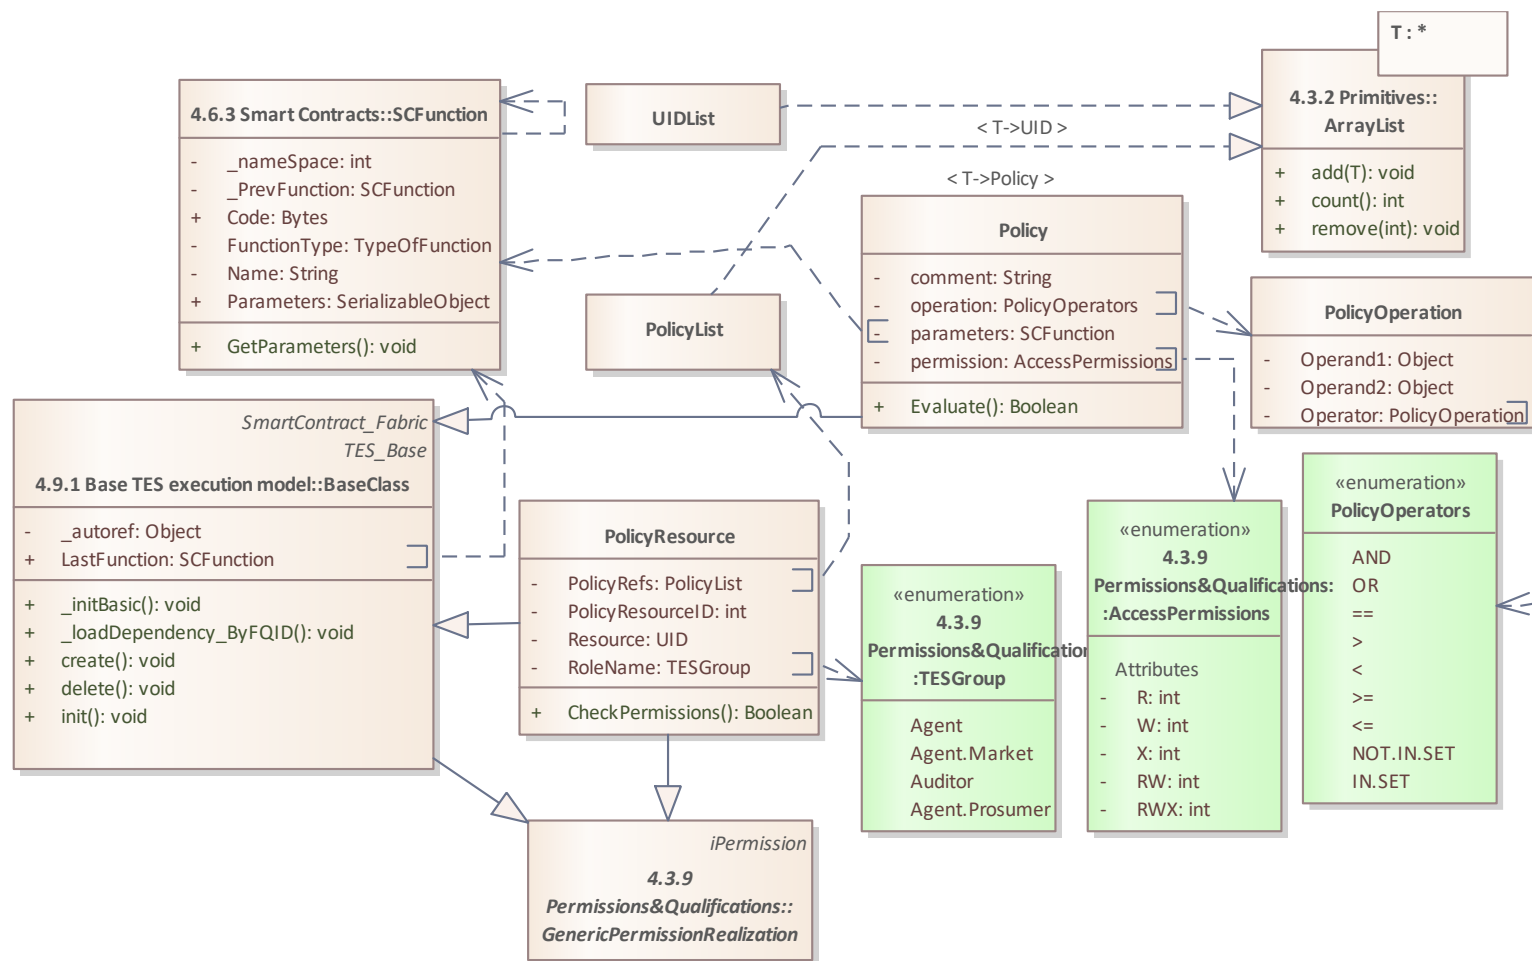 T : *
4.6.3 Smart Contracts::SCFunction
- _nameSpace: int
- _PrevFunction: SCFunction
+ Code: Bytes
- FunctionType: TypeOfFunction
- Name: String
+ Parameters: SerializableObject
+ GetParameters(): void
UIDList
< T->UID >
< T->Policy >
4.3.2 Primitives::
ArrayList
+ add(T): void
+ count(): int
+ remove(int): void
PolicyList
Policy
- comment: String
- operation: PolicyOperators
- parameters: SCFunction
- permission: AccessPermissions
+ Evaluate(): Boolean
PolicyOperation
- Operand1: Object
- Operand2: Object
- Operator: PolicyOperation
SmartContract_Fabric
TES_Base
4.9.1 Base TES execution model::BaseClass
- _autoref: Object
+ LastFunction: SCFunction
+ _initBasic(): void
+ _loadDependency_ByFQID(): void
+ create(): void
+ delete(): void
+ init(): void
PolicyResource
- PolicyRefs: PolicyList
- PolicyResourceID: int
- Resource: UID
- RoleName: TESGroup
+ CheckPermissions(): Boolean
«enumeration»
4.3.9
Permissions&Qualification
:TESGroup
Agent
Agent.Market
Auditor
Agent.Prosumer
«enumeration»
4.3.9
Permissions&Qualifications:
:AccessPermissions
Attributes
- R: int
- W: int
- X: int
- RW: int
- RWX: int
«enumeration»
PolicyOperators
AND
OR
==
>
<
>=
<=
NOT.IN.SET
IN.SET
iPermission
4.3.9
Permissions&Qualifications::
GenericPermissionRealization